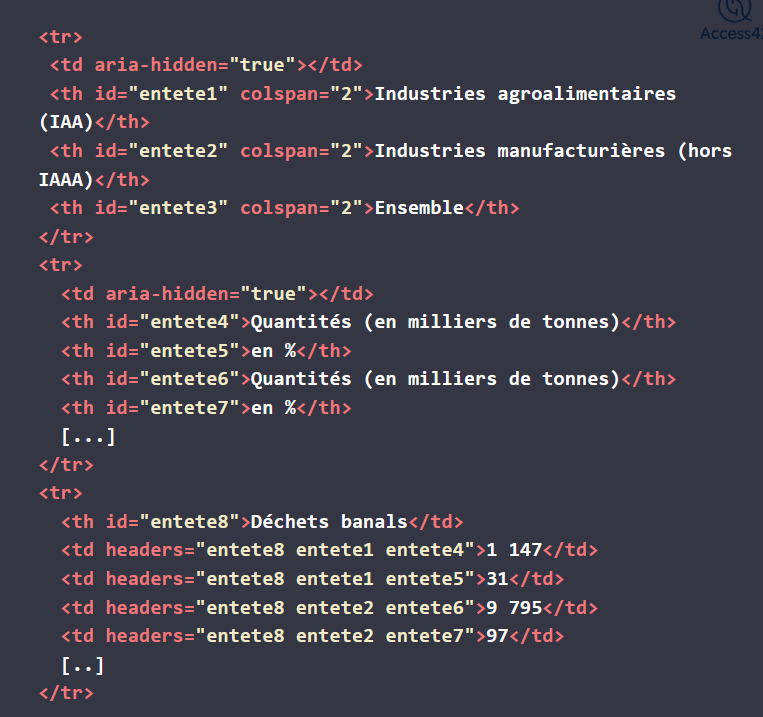 Access42
<tr>
<td aria-hidden="true"></td>
<th id="entete1" colspan="2">Industries agroalimentaires
(IAA)</th>
<th id="entete2" colspan="2">Industries manufacturières (hors
IAAA)</th>
<th id="entete3" colspan="2">Ensemble</th>
</tr>
<tr>
<td aria-hidden="true"></td>
<th id="entete4">Quantités (en milliers de tonnes)</th>
<th id="entete5">en %</th>
<th id="entete6">Quantités (en milliers de tonnes)</th>
<th id="entete7">en %</th>
[...]
</tr>
<tr>
<th id="entete8">Déchets banals</td>
<td headers="entete8 entete1 entete4">1 147</td>
<td headers="entete8 entete1 entete5">31</td>
<td headers="entete8 entete2 entete6">9 795</td>
<td headers="entete8 entete2 entete7">97</td>
[..]
</tr>